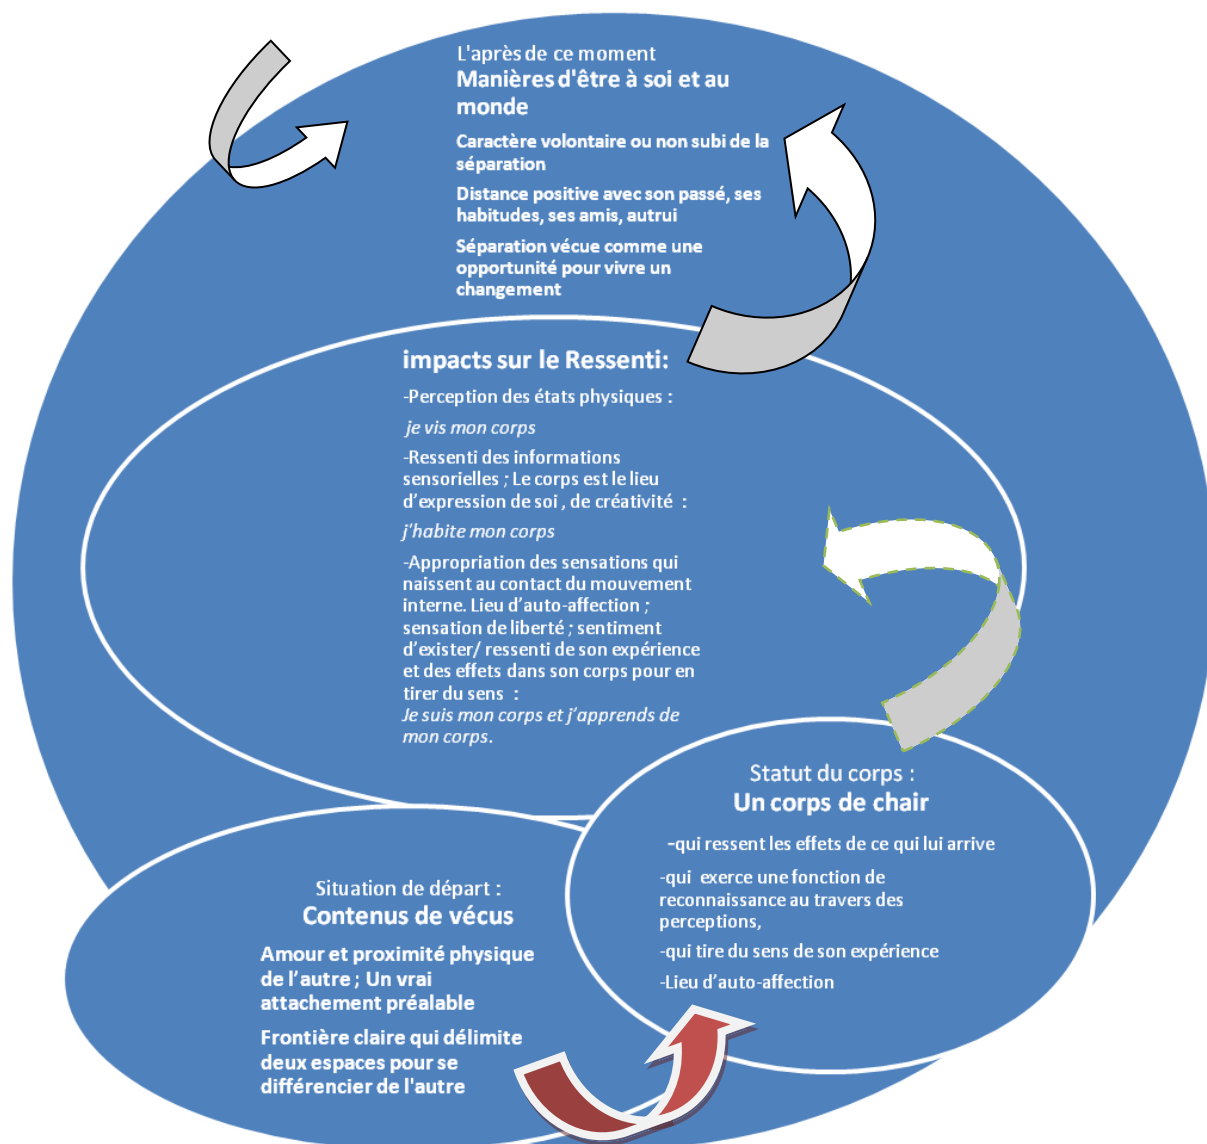 L'après de ce moment
Manières d'être à soi et au
monde
Caractère volontaire ou non subi de la
séparation
Distance positive avec son passé, ses
habitudes, ses amis, autrui
Séparation vécue comme une
opportunité pour vivre un
changement
impacts sur le Ressenti:
-Perception des états physiques :
je vis mon corps
-Ressenti des informations
sensorielles ; Le corps est le lieu
d’expression de soi , de créativité :
j’habite mon corps
-Appropriation des sensations qui
naissent au contact du mouvement
interne. Lieu d’auto-affection ;
sensation de liberté ; sentiment
d’exister/ ressenti de son expérience
et des effets dans son corps pour en
tirer du sens :
Je suis mon corps et j’apprends de
mon corps.
Statut du corps :
Un corps de chair
-qui ressent les effets de ce qui lui arrive
-qui exerce une fonction de
reconnaissance au travers des
perceptions,
-qui tire du sens de son expérience
-Lieu d’auto-affection
Situation de départ :
Contenus de vécus
Amour et proximité physique
de l’autre ; Un vrai
attachement préalable
Frontière claire qui délimite
deux espaces pour se
différencier de l'autre